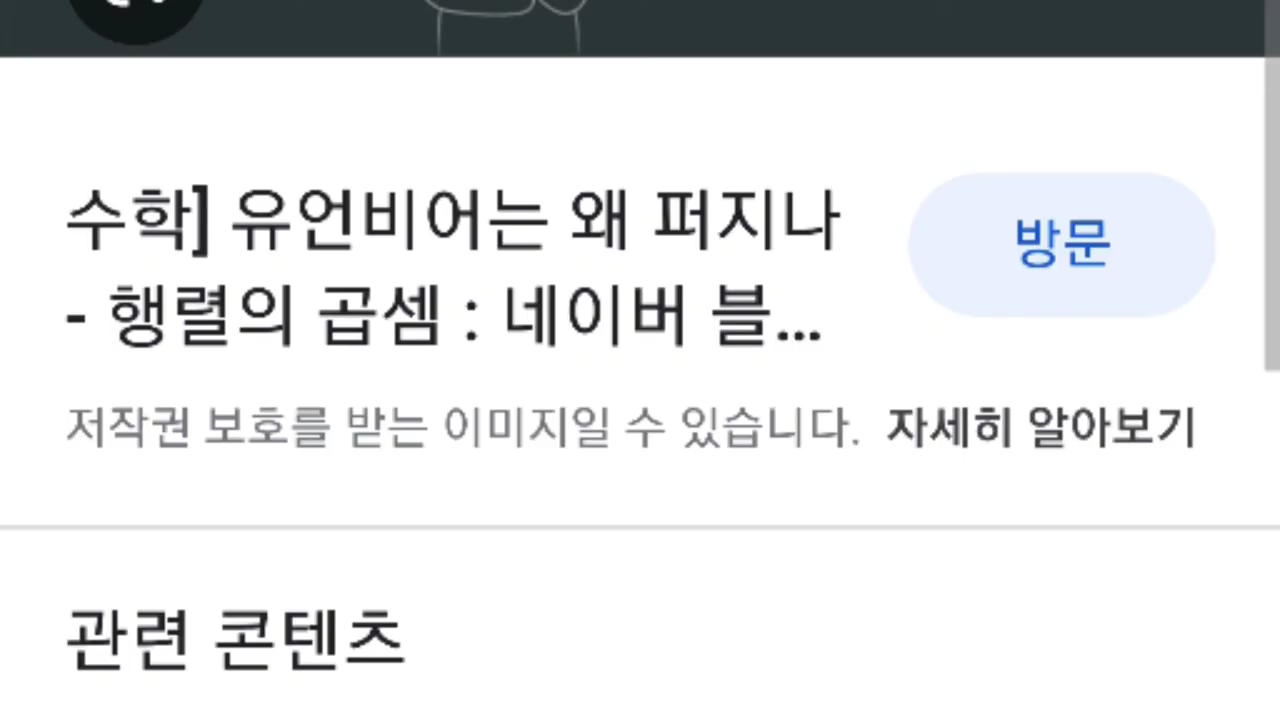 수학] 유언비어는 왜 퍼지나
- 행렬의 곱셈 : 네이버 블...
방문
저작권 보호를 받는 이미지일 수 있습니다. 자세히 알아보기
관련 콘텐츠